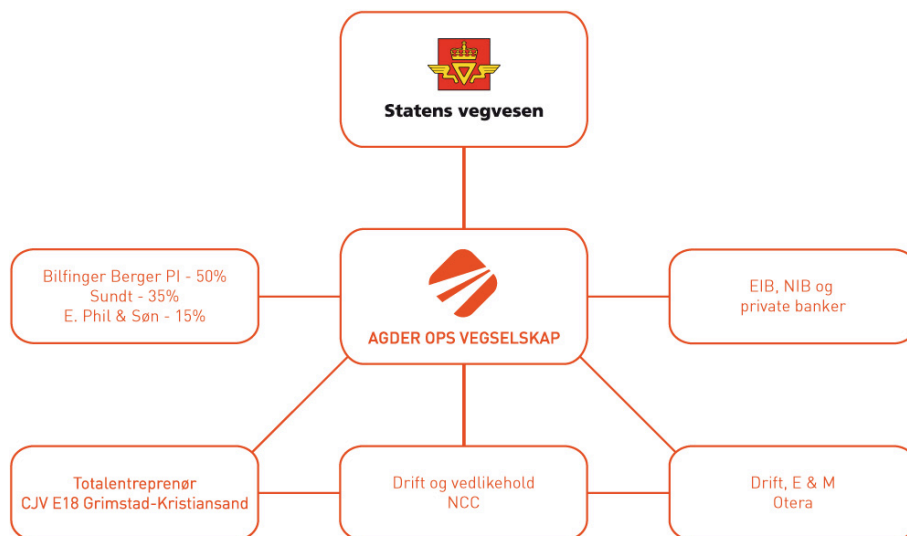 Statens vegvesen
Bilfinger Berger PI - 50%
Sundt - 35%
E. Phil & Søn - 15%
AGDER OPS VEGSELSKAP
EIB, NIB og
private banker
Totalentreprenør
CJV E18 Grimstad-Kristiansand
Drift og vedlikehold
NCC
Drift, E & M
Otera